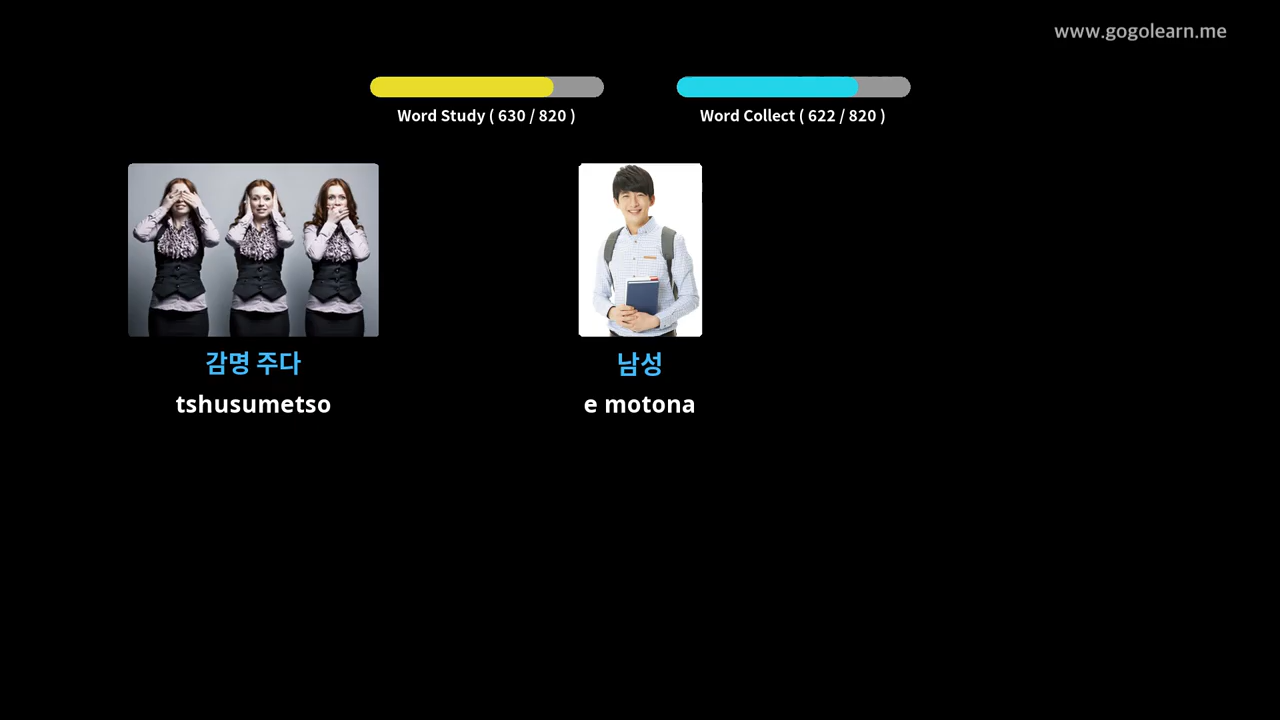 www.gogolearn.me
Word Study ( 630 / 820 )
Word Collect ( 622 / 820 )
감명 주다
tshusumetso
남성
e motona